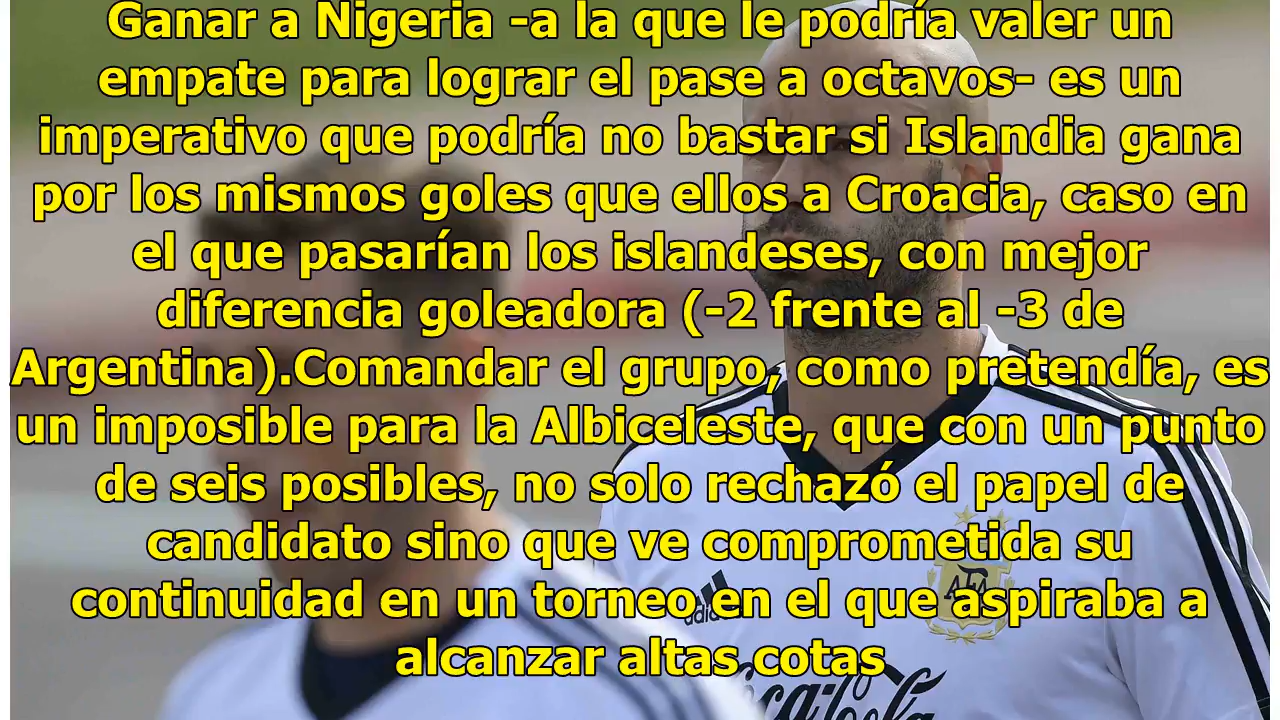 Ganar a Nigeria -a la que le podría valer un
empate para lograr el pase a octavos- es un
imperativo que podría no bastar si Islandia gana
por los mismos goles que ellos a Croacia, caso en
el que pasarían los islandeses, con mejor
diferencia goleadora (-2 frente al -3 de
Argentina).Comandar el grupo, como pretendía, es
un imposible para la Albiceleste, que con un punto
de seis posibles, no solo rechazó el papel de
candidato sino que ve comprometida su
continuidad en un torneo en el que aspiraba a
alcanzar altas cotas
adidas
AFA
Coca-Cola